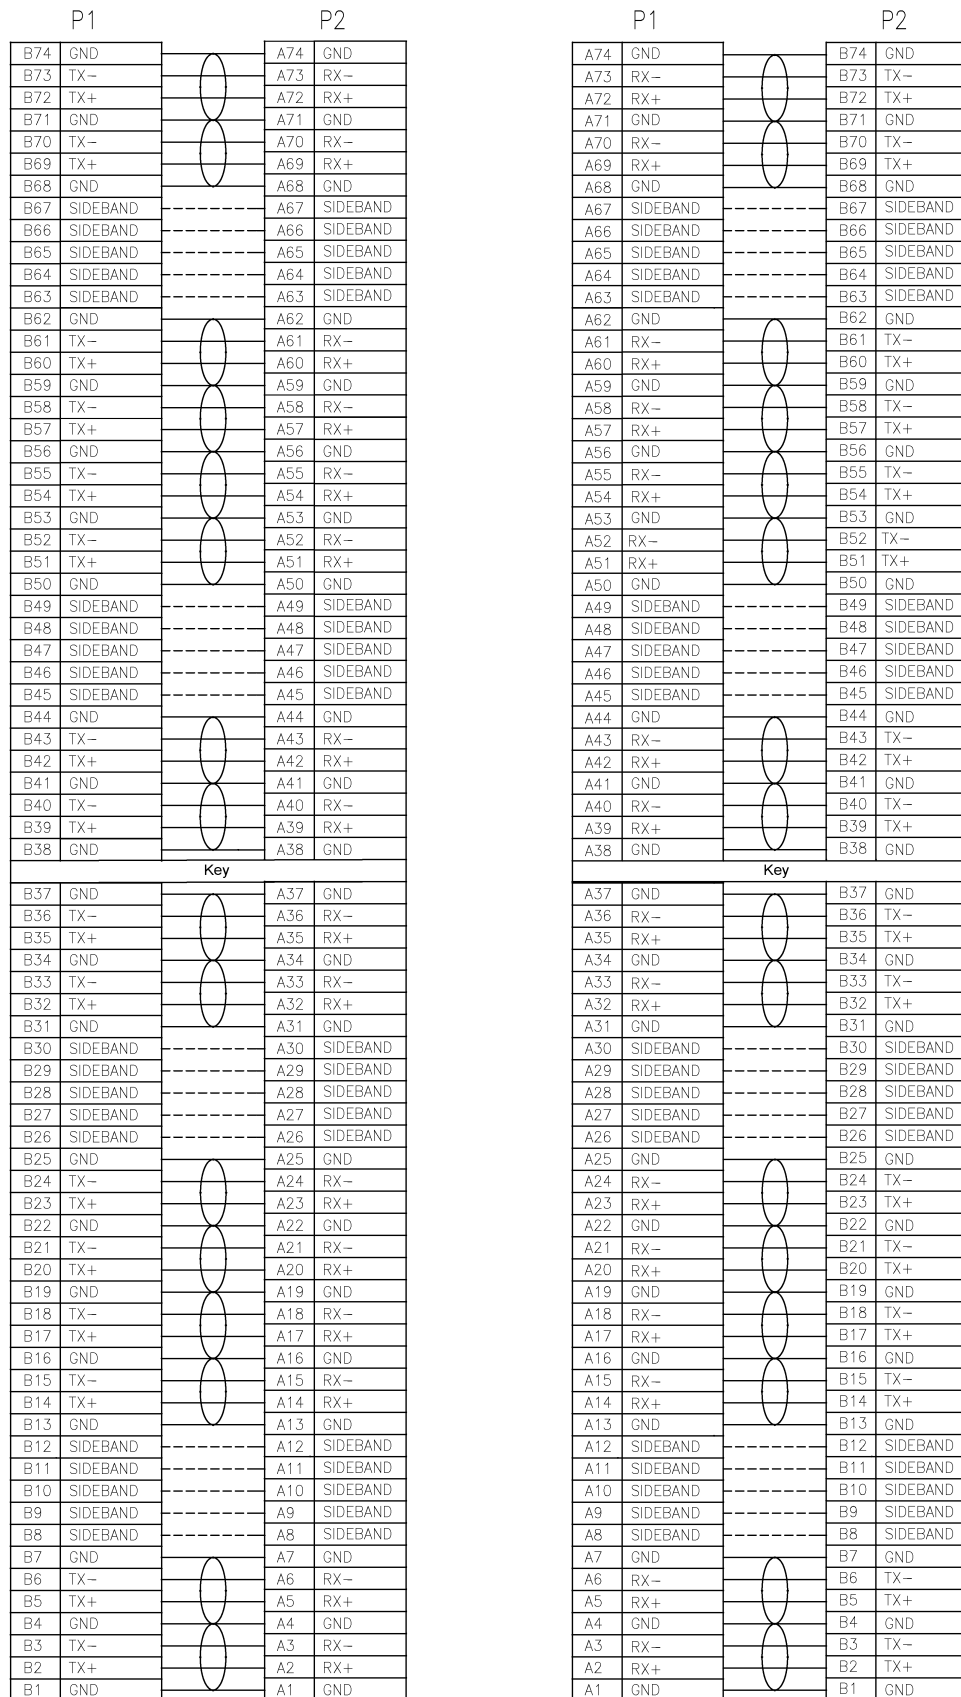 P1 P2 P1 P2
B74 GND A74 GND A74 GND B74 GND
B73 TX- A73 RX- A73 RX- B73 TX-
B72 TX+ A72 RX+ A72 RX+ B72 TX+
B71 GND A71 GND A71 GND B71 GND
B70 TX- A70 RX- A70 RX- B70 TX-
B69 TX+ A69 RX+ A69 RX+ B69 TX+
B68 GND A68 GND A68 GND B68 GND
B67 SIDEBAND A67 SIDEBAND A67 SIDEBAND B67 SIDEBAND
B66 SIDEBAND A66 SIDEBAND A66 SIDEBAND B66 SIDEBAND
B65 SIDEBAND A65 SIDEBAND A65 SIDEBAND B65 SIDEBAND
B64 SIDEBAND A64 SIDEBAND A64 SIDEBAND B64 SIDEBAND
B63 SIDEBAND A63 SIDEBAND A63 SIDEBAND B63 SIDEBAND
B62 GND A62 GND A62 GND B62 GND
B61 TX- A61 RX- A61 RX- B61 TX-
B60 TX+ A60 RX+ A60 RX+ B60 TX+
B59 GND A59 GND A59 GND B59 GND
B58 TX- A58 RX- A58 RX- B58 TX-
B57 TX+ A57 RX+ A57 RX+ B57 TX+
B56 GND A56 GND A56 GND B56 GND
B55 TX- A55 RX- A55 RX- B55 TX-
B54 TX+ A54 RX+ A54 RX+ B54 TX+
B53 GND A53 GND A53 GND B53 GND
B52 TX- A52 RX- A52 RX- B52 TX-
B51 TX+ A51 RX+ A51 RX+ B51 TX+
B50 GND A50 GND A50 GND B50 GND
B49 SIDEBAND A49 SIDEBAND A49 SIDEBAND B49 SIDEBAND
B48 SIDEBAND A48 SIDEBAND A48 SIDEBAND B48 SIDEBAND
B47 SIDEBAND A47 SIDEBAND A47 SIDEBAND B47 SIDEBAND
B46 SIDEBAND A46 SIDEBAND A46 SIDEBAND B46 SIDEBAND
B45 SIDEBAND A45 SIDEBAND A45 SIDEBAND B45 SIDEBAND
B44 GND A44 GND A44 GND B44 GND
B43 TX- A43 RX- A43 RX- B43 TX-
B42 TX+ A42 RX+ A42 RX+ B42 TX+
B41 GND A41 GND A41 GND B41 GND
B40 TX- A40 RX- A40 RX- B40 TX-
B39 TX+ A39 RX+ A39 RX+ B39 TX+
B38 GND A38 GND A38 GND B38 GND
Key Key
B37 GND A37 GND A37 GND B37 GND
B36 TX- A36 RX- A36 RX- B36 TX-
B35 TX+ A35 RX+ A35 RX+ B35 TX+
B34 GND A34 GND A34 GND B34 GND
B33 TX- A33 RX- A33 RX- B33 TX-
B32 TX+ A32 RX+ A32 RX+ B32 TX+
B31 GND A31 GND A31 GND B31 GND
B30 SIDEBAND A30 SIDEBAND A30 SIDEBAND B30 SIDEBAND
B29 SIDEBAND A29 SIDEBAND A29 SIDEBAND B29 SIDEBAND
B28 SIDEBAND A28 SIDEBAND A28 SIDEBAND B28 SIDEBAND
B27 SIDEBAND A27 SIDEBAND A27 SIDEBAND B27 SIDEBAND
B26 SIDEBAND A26 SIDEBAND A26 SIDEBAND B26 SIDEBAND
B25 GND A25 GND A25 GND B25 GND
B24 TX- A24 RX- A24 RX- B24 TX-
B23 TX+ A23 RX+ A23 RX+ B23 TX+
B22 GND A22 GND A22 GND B22 GND
B21 TX- A21 RX- A21 RX- B21 TX-
B20 TX+ A20 RX+ A20 RX+ B20 TX+
B19 GND A19 GND A19 GND B19 GND
B18 TX- A18 RX- A18 RX- B18 TX-
B17 TX+ A17 RX+ A17 RX+ B17 TX+
B16 GND A16 GND A16 GND B16 GND
B15 TX- A15 RX- A15 RX- B15 TX-
B14 TX+ A14 RX+ A14 RX+ B14 TX+
B13 GND A13 GND A13 GND B13 GND
B12 SIDEBAND A12 SIDEBAND A12 SIDEBAND B12 SIDEBAND
B11 SIDEBAND A11 SIDEBAND A11 SIDEBAND B11 SIDEBAND
B10 SIDEBAND A10 SIDEBAND A10 SIDEBAND B10 SIDEBAND
B9 SIDEBAND A9 SIDEBAND A9 SIDEBAND B9 SIDEBAND
B8 SIDEBAND A8 SIDEBAND A8 SIDEBAND B8 SIDEBAND
B7 GND A7 GND A7 GND B7 GND
B6 TX- A6 RX- A6 RX- B6 TX-
B5 TX+ A5 RX+ A5 RX+ B5 TX+
B4 GND A4 GND A4 GND B4 GND
B3 TX- A3 RX- A3 RX- B3 TX-
B2 TX+ A2 RX+ A2 RX+ B2 TX+
B1 GND A1 GND A1 GND B1 GND